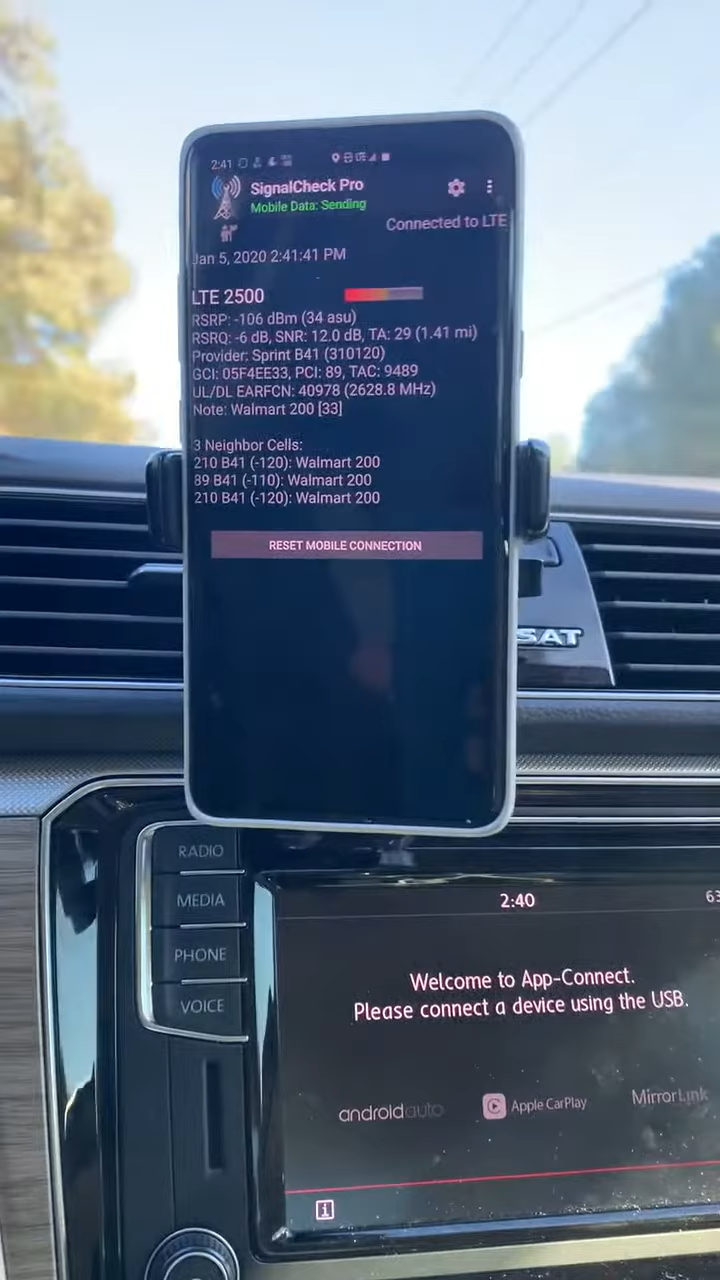 2:41
SignalCheck Pro
Mobile Data: Sending
Connected to LTE
Jan 5, 2020 2:41:41 PM
LTE 2500
RSRP: -106 dBm (34 asu)
RSRQ: -6 dB, SNR: 12.0 dB, TA: 29 (1.41 mi)
Provider: Sprint B41 (310120)
GCI: 05F4EE33, PCI: 89, TAC: 9489
UL/DL EARFCN: 40978 (2628.8 MHz)
Note: Walmart 200 [33]
3 Neighbor Cells:
210 B41 (-120): Walmart 200
89 B41 (-110): Walmart 200
210 B41 (-120): Walmart 200
RESET MOBILE CONNECTION
SAT
RADIO
MEDIA
PHONE
VOICE
2:40
63
Welcome to App-Connect.
Please connect a device using the USB.
androidauto
Apple CarPlay
MirrorLink
i